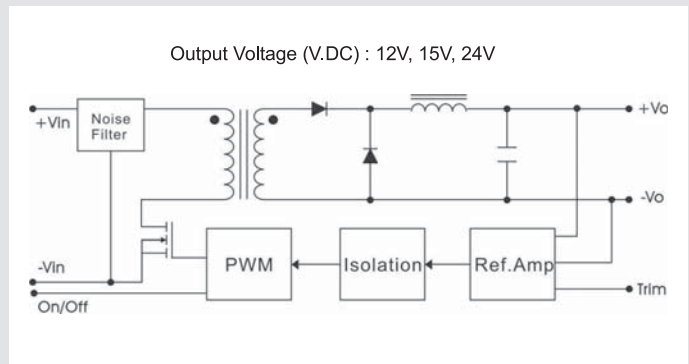 Output Voltage (V.DC) : 12V, 15V, 24V
+Vin
Noise
Filter
+Vo
-Vo
-Vin
PWM
Isolation
Ref.Amp
On/Off
Trim